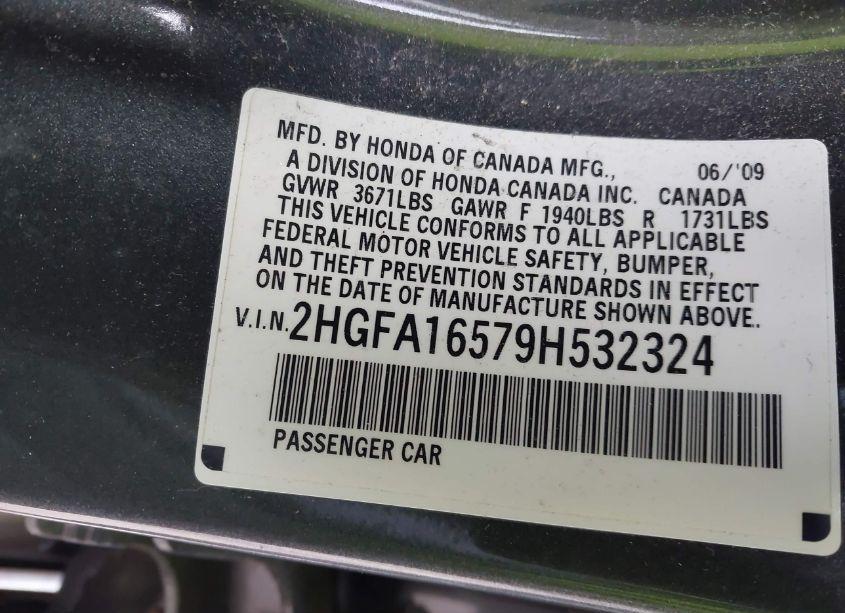 MFD. BY HONDA OF CANADA MFG., 06/'09
A DIVISION OF HONDA CANADA INC. CANADA
GVWR 3671LBS GAWR F 1940LBS R 1731LBS
THIS VEHICLE CONFORMS TO ALL APPLICABLE
FEDERAL MOTOR VEHICLE SAFETY, BUMPER,
AND THEFT PREVENTION STANDARDS IN EFFECT
ON THE DATE OF MANUFACTURE SHOWN ABOVE.
V.I.N. 2HGFA16579H532324
PASSENGER CAR